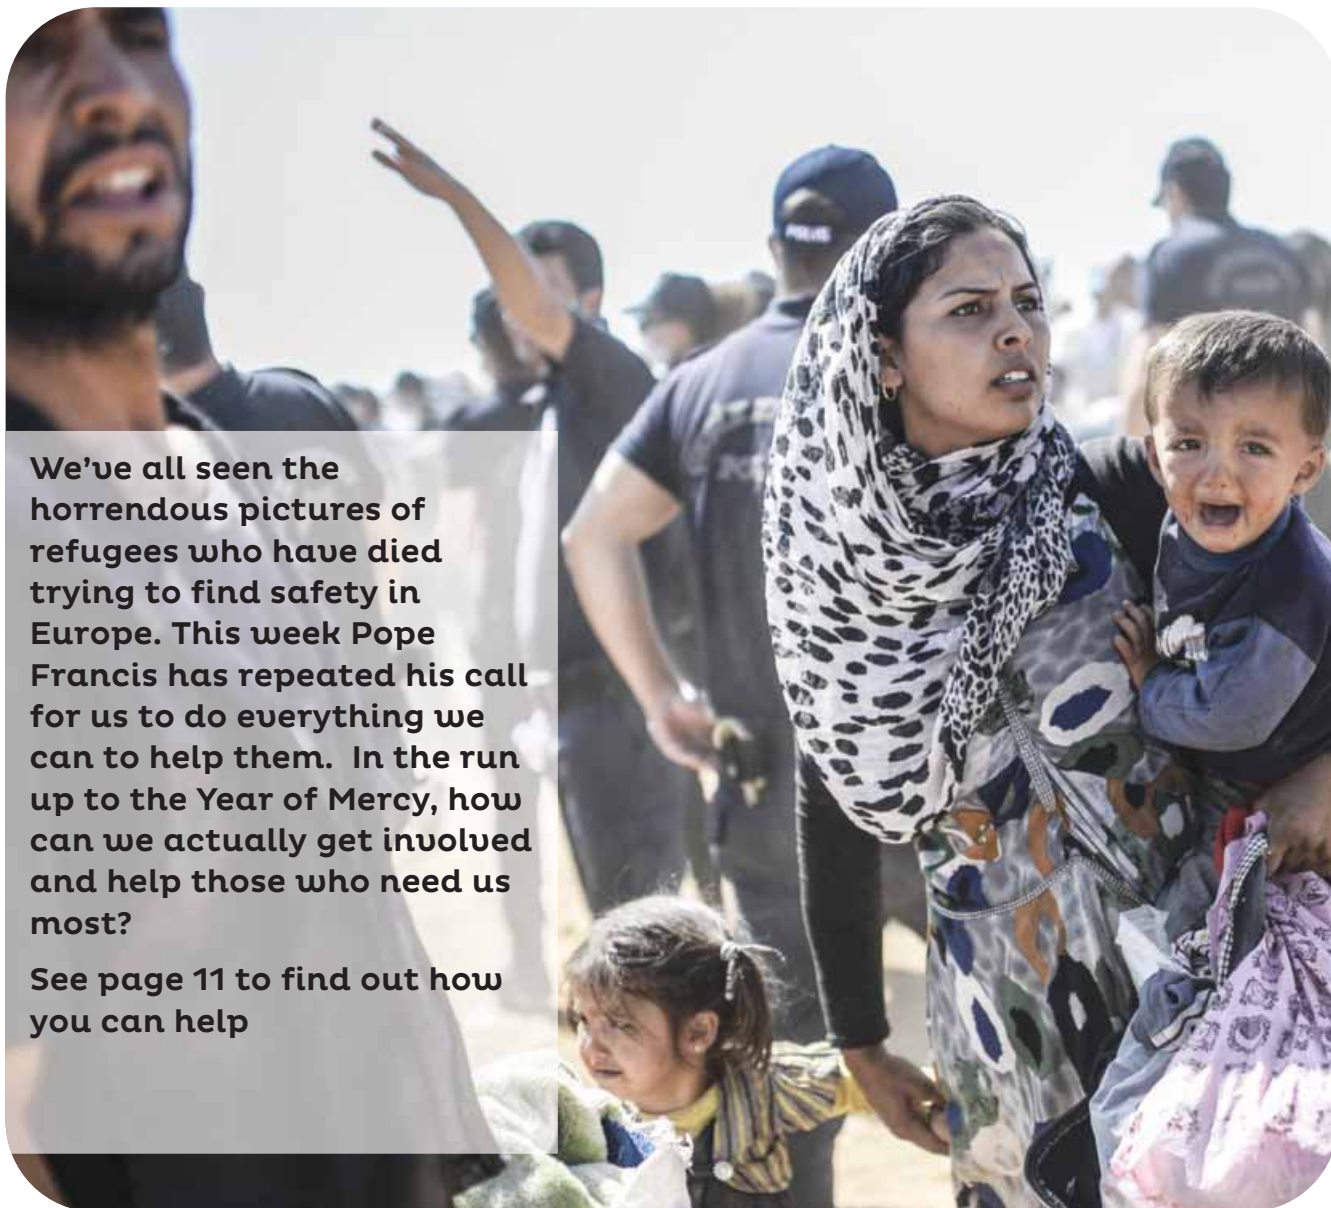 We've all seen the
horrendous pictures of
refugees who have died
trying to find safety in
Europe. This week Pope
Francis has repeated his call
for us to do everything we
can to help them.  In the run
up to the Year of Mercy, how
can we actually get involved
and help those who need us
most?
See page 11 to find out how
you can help